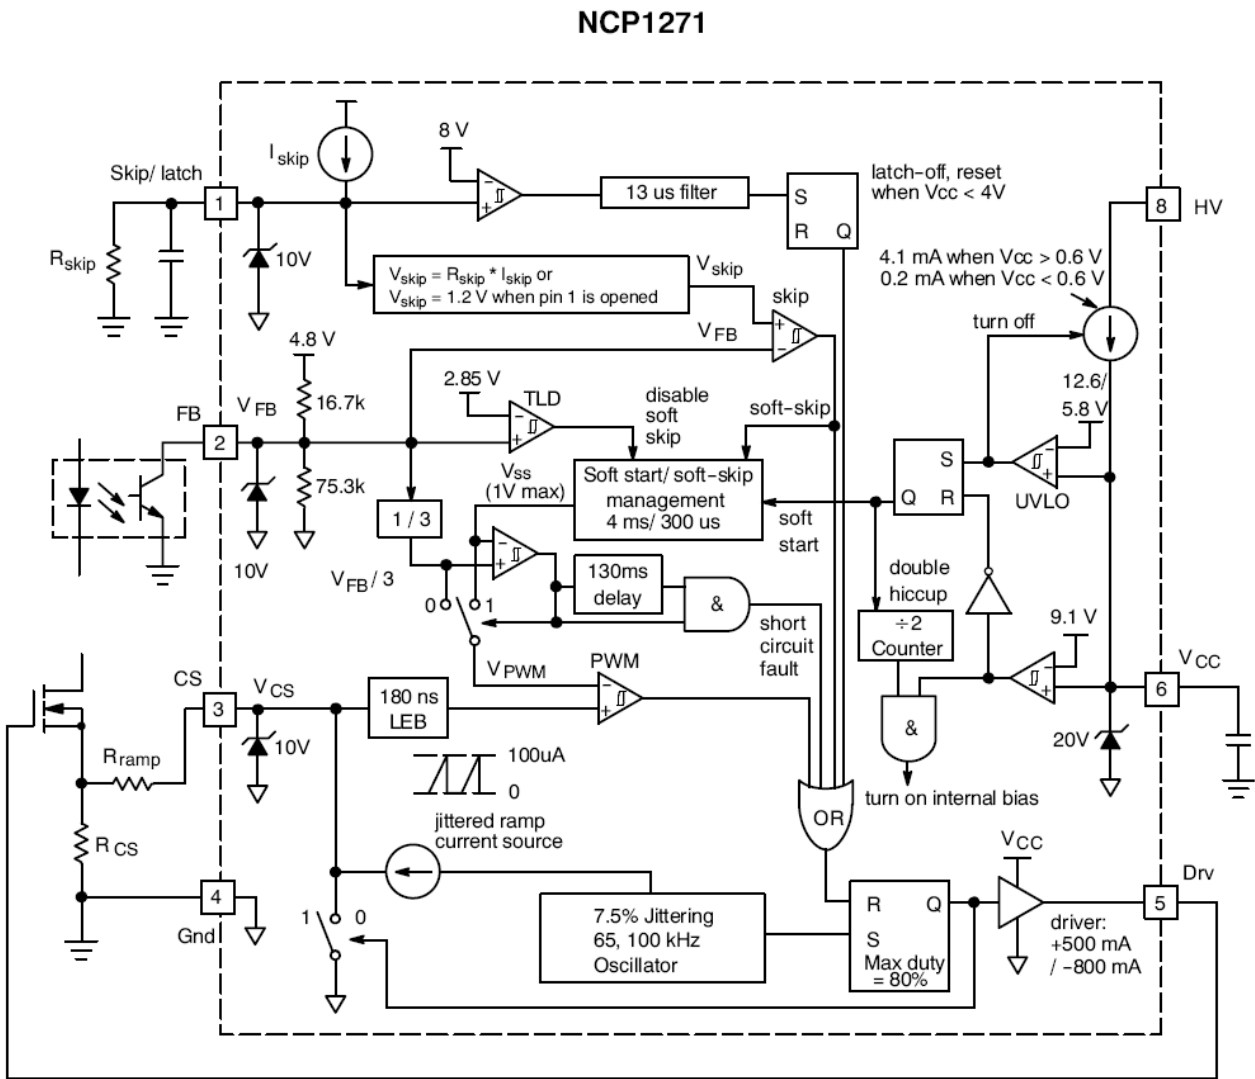 NCP1271
8 V
I skip
Skip/ latch
1
13 us filter
S
R Q
latch-off, reset
when Vcc < 4V
8
HV
R skip
10V
V skip = R skip * I skip or
V skip = 1.2 V when pin 1 is opened
V skip
skip
4.1 mA when Vcc > 0.6 V
0.2 mA when Vcc < 0.6 V
turn off
V FB
4.8 V
2.85 V
TLD
disable
soft
skip
soft-skip
12.6/
5.8 V
FB
V FB
16.7k
2
75.3k
10V
V SS
(1V max)
Soft start/ soft-skip
management
4 ms/ 300 us
S
Q R
UVLO
soft
start
1 / 3
V FB / 3
0 1
130ms
delay
&
double
hiccup
÷2
Counter
9.1 V
short
circuit
fault
V PWM
PWM
CS
V CS
3
180 ns
LEB
10V
V CC
6
20V
&
turn on internal bias
R ramp
100uA
0
jittered ramp
current source
OR
R CS
4
Gnd
1 0
7.5% Jittering
65, 100 kHz
Oscillator
R Q
S
Max duty
= 80%
V CC
Drv
5
driver:
+500 mA
/ -800 mA